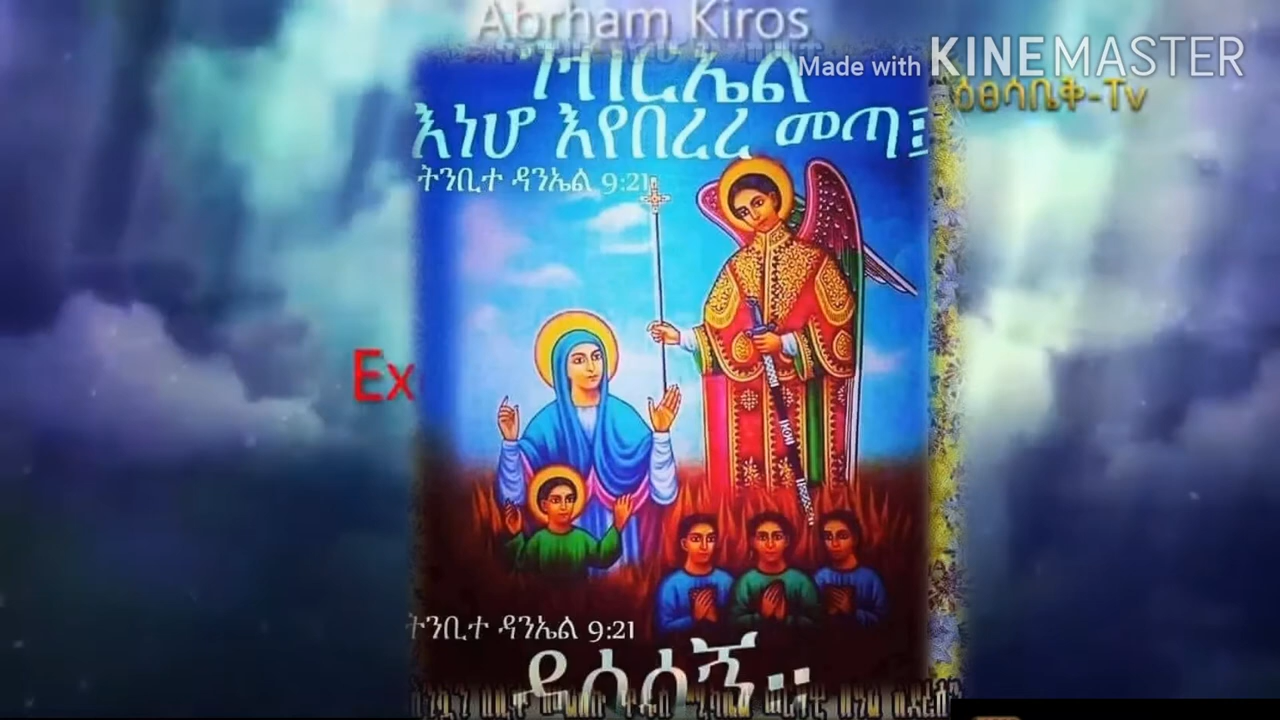 Abrham Kiros
Made with KINEMASTER
ዕፀሳቤቅ-Tv
ገብርኤል
እነሆ እየበረረ መጣ፤
ትንቢተ ዳንኤል 9:21
Ex
ትንቢተ ዳንኤል 9:21
ዳሰሰኝ።